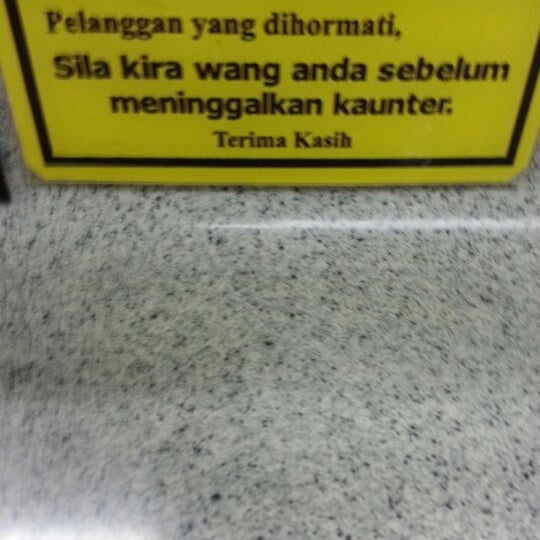 Pelanggan yang dihormati,
Sila kira wang anda sebelum
meninggalkan kaunter.
Terima Kasih